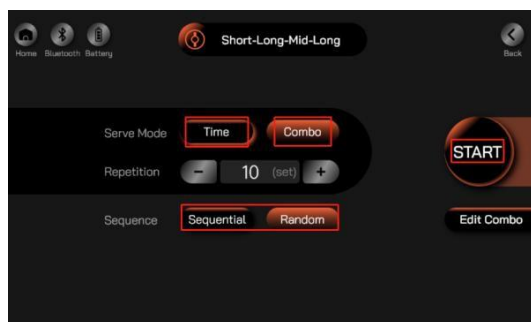 Short-Long-Mid-Long
Home Bluetooth Battery
Back
Serve Mode Time Combo
START
Repetition - 10 (set) +
Sequence Sequential Random
Edit Combo